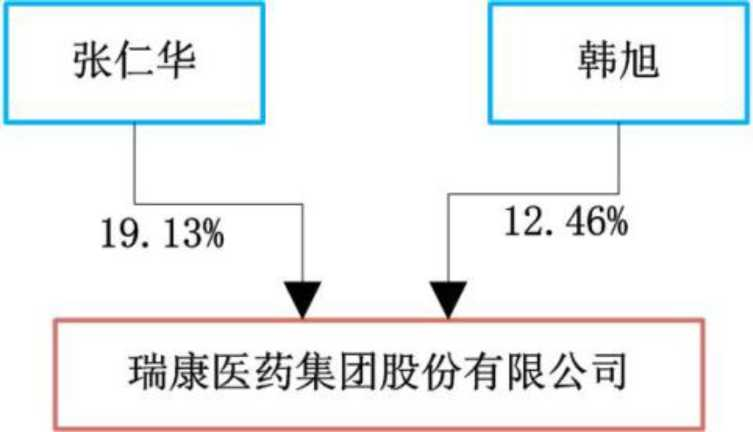 张仁华
韩旭
19.13%
12.46%
瑞康医药集团股份有限公司